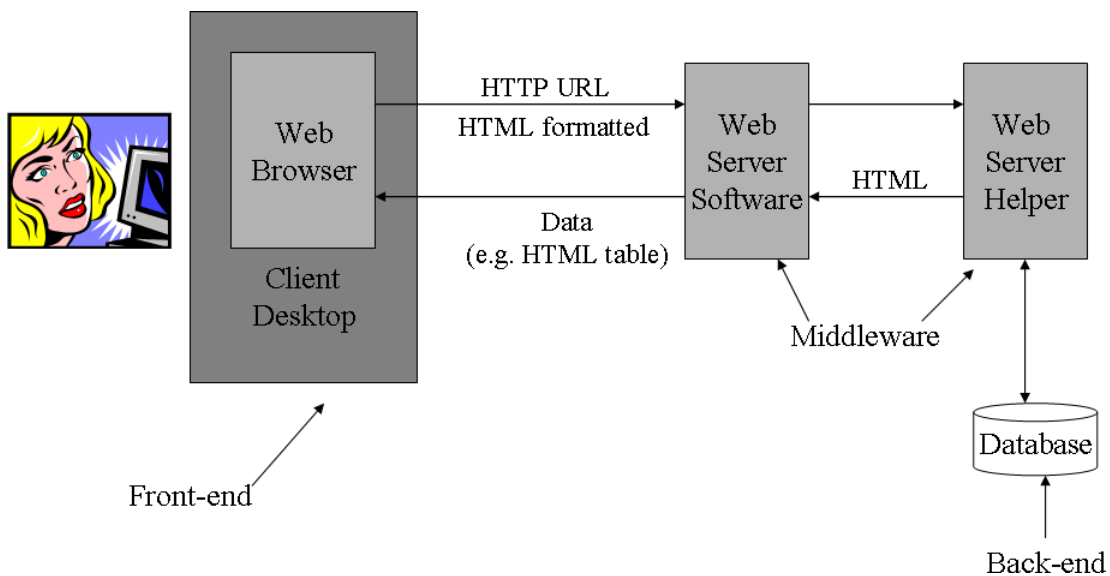 Web
Browser
Client
Desktop
HTTP URL
HTML formatted
Data
(e.g. HTML table)
Web
Server
Software
HTML
Web
Server
Helper
Middleware
Database
Front-end
Back-end